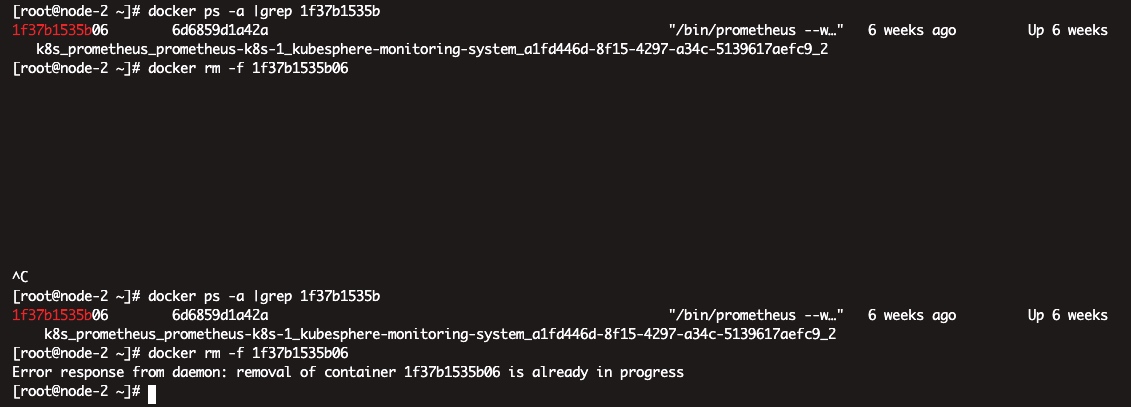 [root@node-2 ~]# docker ps -a |grep 1f37b1535b
1f37b1535b06 6d6859d1a42a "/bin/prometheus --w…" 6 weeks ago Up 6 weeks
k8s_prometheus_prometheus-k8s-1_kubesphere-monitoring-system_a1fd446d-8f15-4297-a34c-5139617aefc9_2
[root@node-2 ~]# docker rm -f 1f37b1535b06
^C
[root@node-2 ~]# docker ps -a |grep 1f37b1535b
1f37b1535b06 6d6859d1a42a "/bin/prometheus --w…" 6 weeks ago Up 6 weeks
k8s_prometheus_prometheus-k8s-1_kubesphere-monitoring-system_a1fd446d-8f15-4297-a34c-5139617aefc9_2
[root@node-2 ~]# docker rm -f 1f37b1535b06
Error response from daemon: removal of container 1f37b1535b06 is already in progress
[root@node-2 ~]#